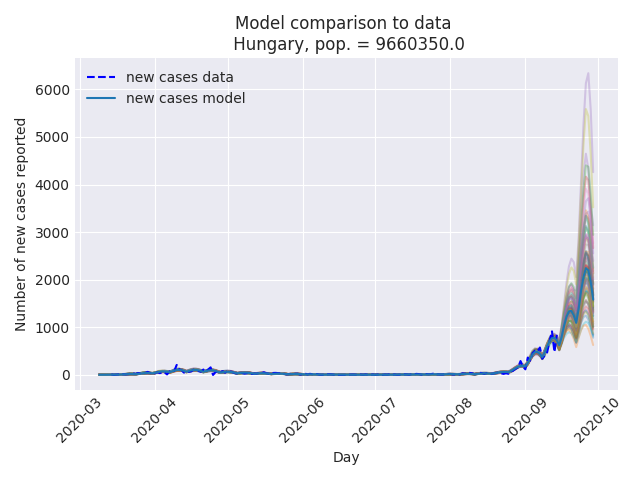 Model comparison to data
Hungary, pop. = 9660350.0
new cases data
new cases model
Number of new cases reported
6000
5000
4000
3000
2000
1000
0
2020-03
2020-04
2020-05
2020-06
2020-07
2020-08
2020-09
2020-10
Day